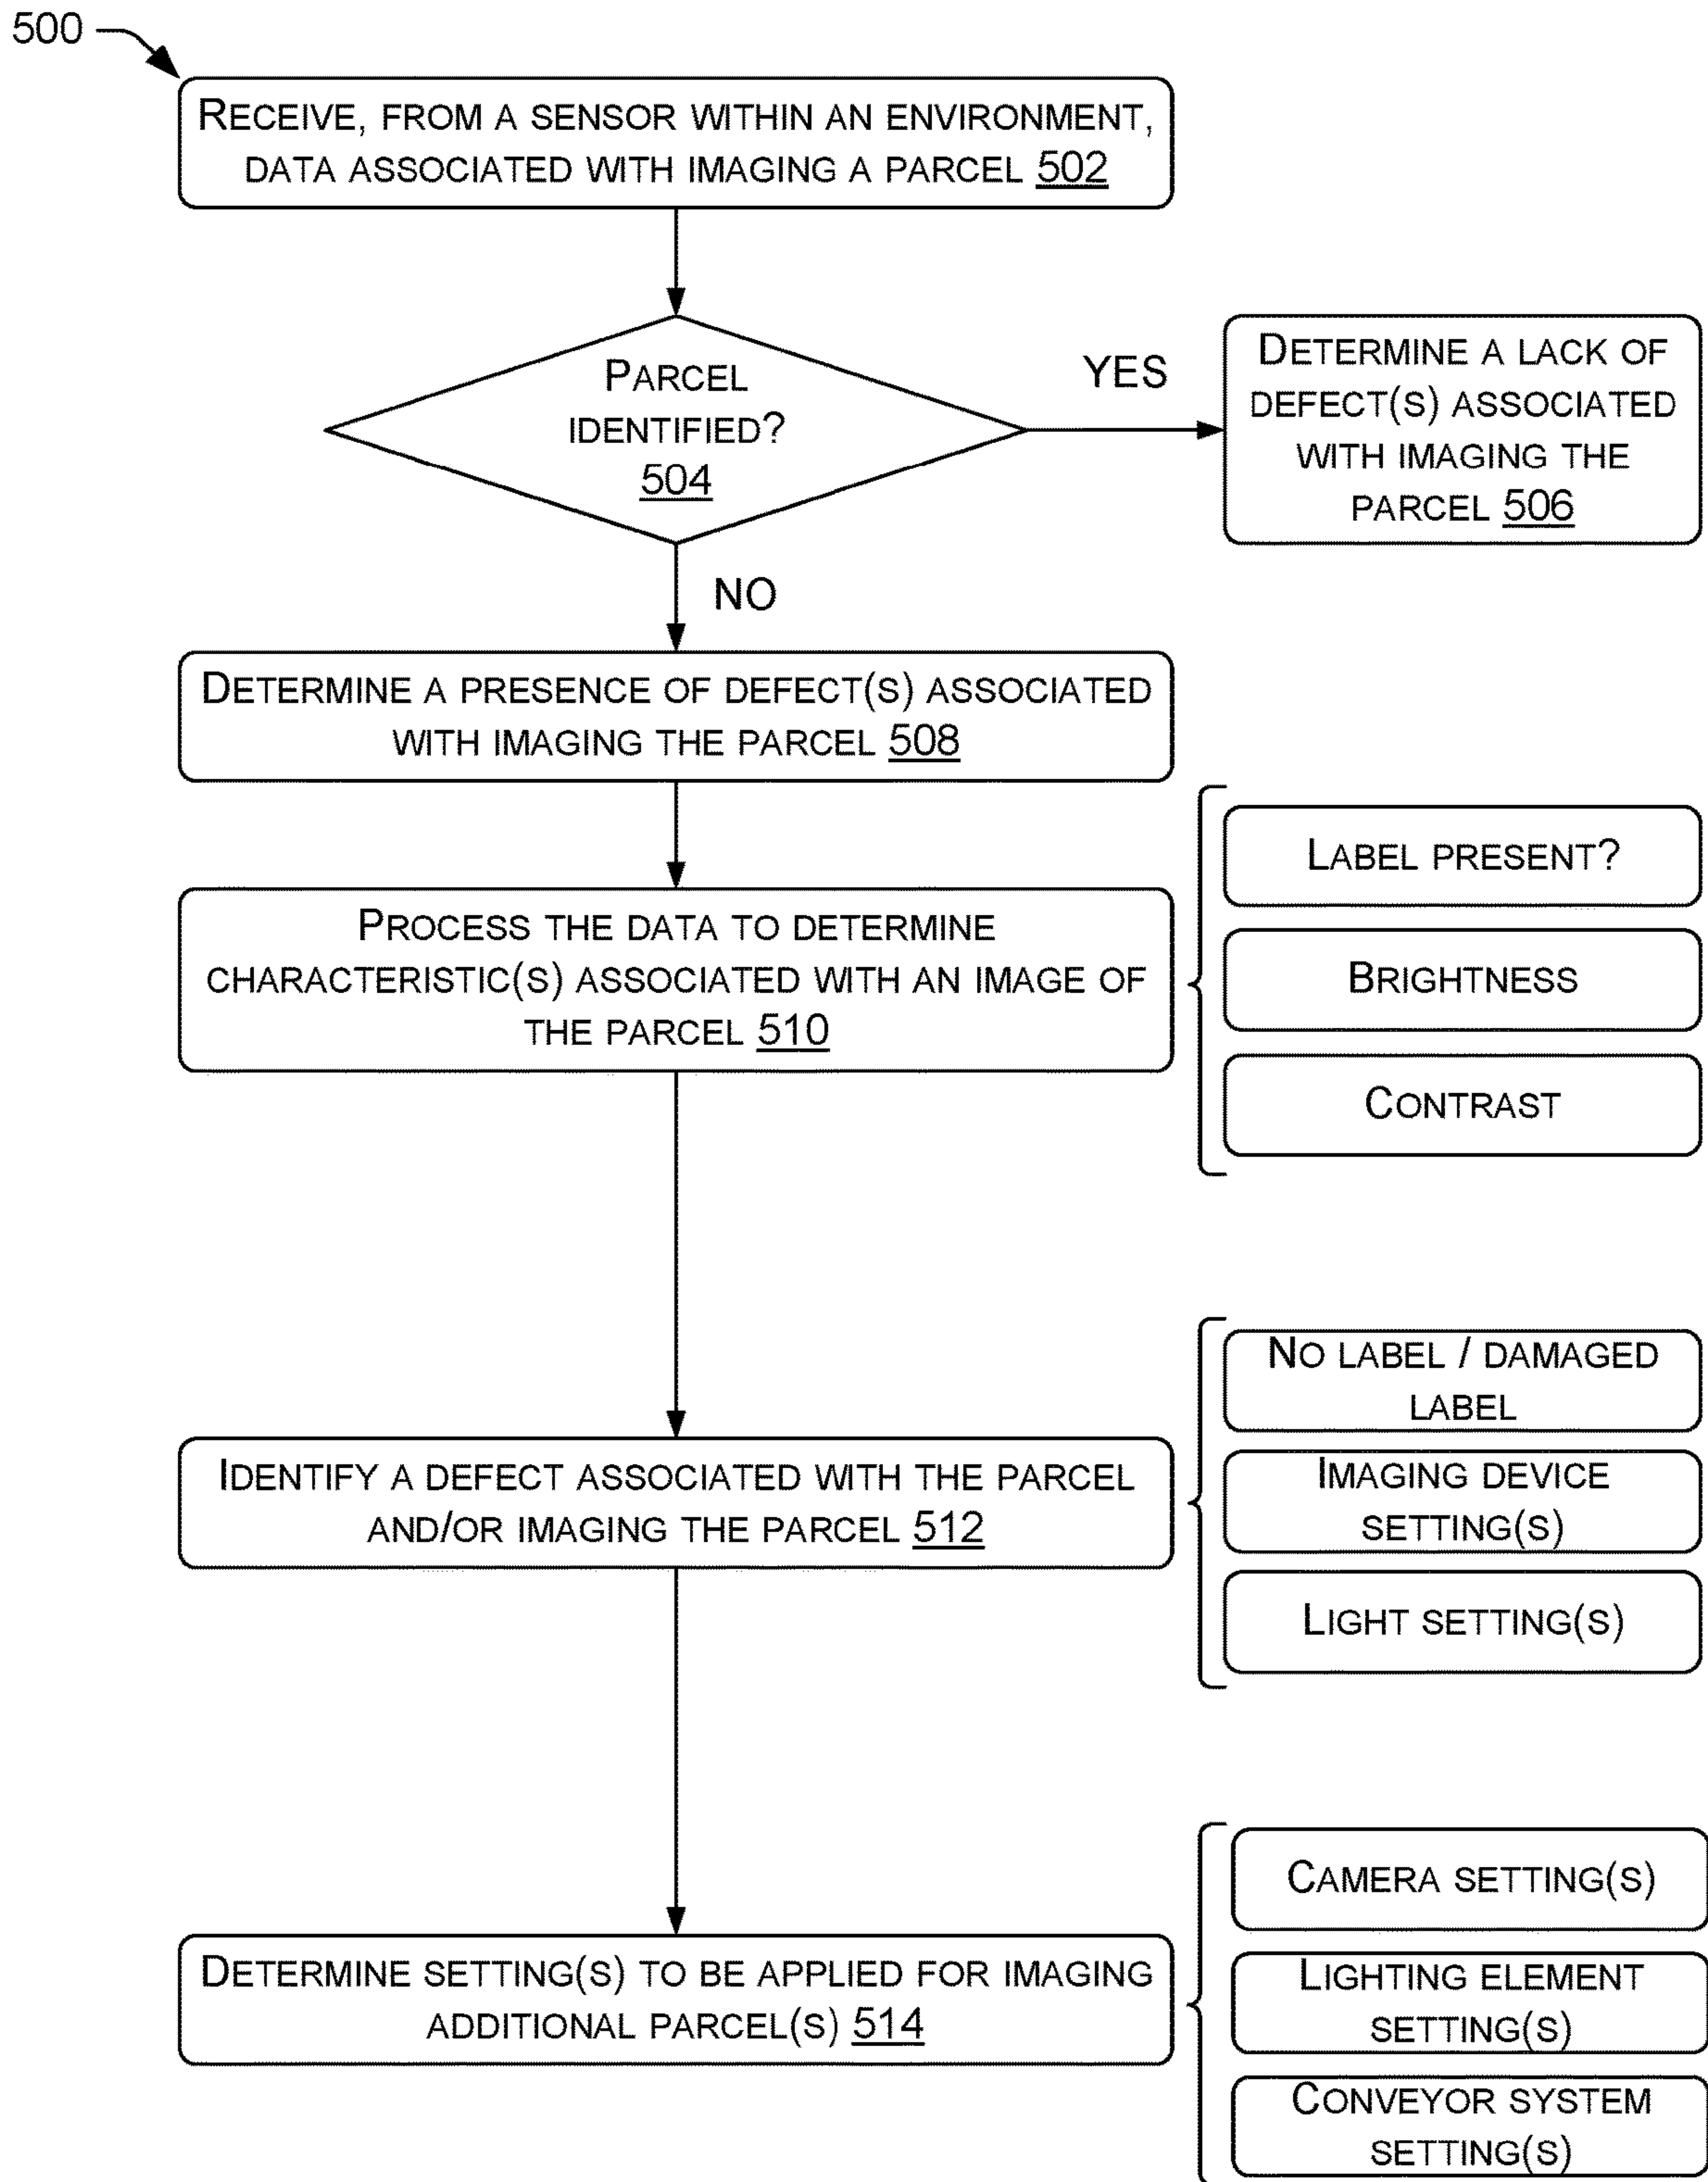 500
RECEIVE, FROM A SENSOR WITHIN AN ENVIRONMENT,
DATA ASSOCIATED WITH IMAGING A PARCEL 502
PARCEL
IDENTIFIED?
504
YES
DETERMINE A LACK OF
DEFECT(S) ASSOCIATED
WITH IMAGING THE
PARCEL 506
NO
DETERMINE A PRESENCE OF DEFECT(S) ASSOCIATED
WITH IMAGING THE PARCEL 508
PROCESS THE DATA TO DETERMINE
CHARACTERISTIC(S) ASSOCIATED WITH AN IMAGE OF
THE PARCEL 510
LABEL PRESENT?
BRIGHTNESS
CONTRAST
IDENTIFY A DEFECT ASSOCIATED WITH THE PARCEL
AND/OR IMAGING THE PARCEL 512
NO LABEL / DAMAGED
LABEL
IMAGING DEVICE
SETTING(S)
LIGHT SETTING(S)
DETERMINE SETTING(S) TO BE APPLIED FOR IMAGING
ADDITIONAL PARCEL(S) 514
CAMERA SETTING(S)
LIGHTING ELEMENT
SETTING(S)
CONVEYOR SYSTEM
SETTING(S)